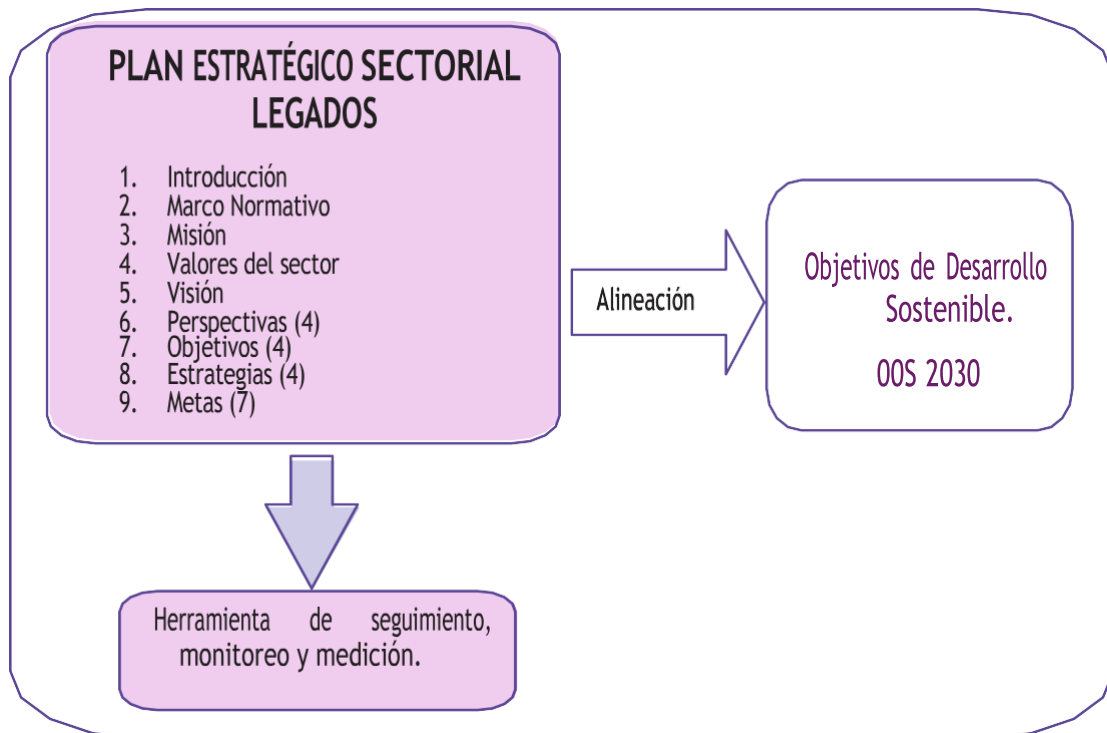 PLAN ESTRATÉGICO SECTORIAL
LEGADOS
1. Introducción
2. Marco Normativo
3. Misión
4. Valores del sector
5. Visión
6. Perspectivas (4)
7. Objetivos (4)
8. Estrategias (4)
9. Metas (7)
Alineación
Objetivos de Desarrollo
Sostenible.
OOS 2030
Herramienta de seguimiento,
monitoreo y medición.